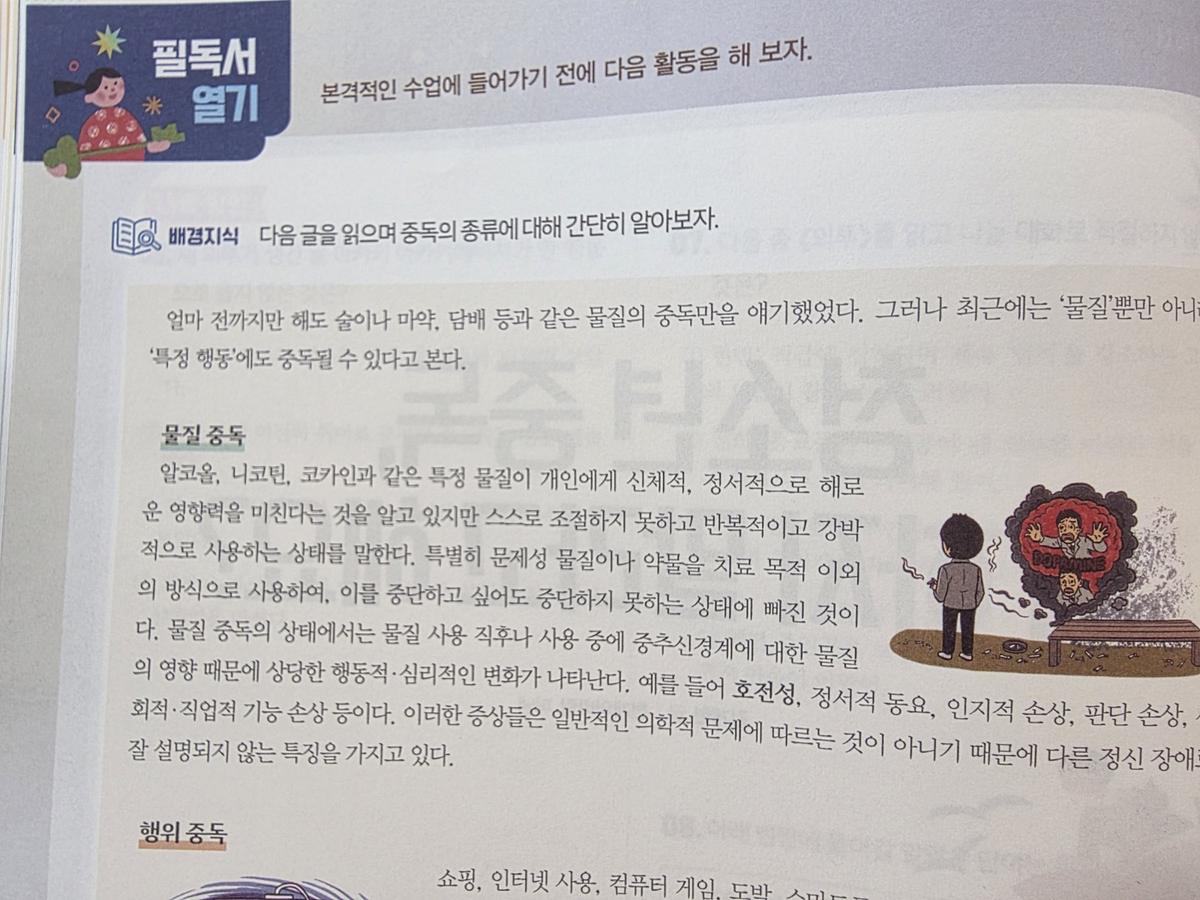 필독서
열기
본격적인 수업에 들어가기 전에 다음 활동을 해 보자.
배경지식 다음 글을 읽으며 중독의 종류에 대해 간단히 알아보자.
얼마 전까지만 해도 술이나 마약, 담배 등과 같은 물질의 중독만을 얘기했었다. 그러나 최근에는 ‘물질’뿐만 아니라
‘특정 행동’에도 중독될 수 있다고 본다.
물질 중독
알코올, 니코틴, 코카인과 같은 특정 물질이 개인에게 신체적, 정서적으로 해로
운 영향력을 미친다는 것을 알고 있지만 스스로 조절하지 못하고 반복적이고 강박
적으로 사용하는 상태를 말한다. 특별히 문제성 물질이나 약물을 치료 목적 이외
의 방식으로 사용하여, 이를 중단하고 싶어도 중단하지 못하는 상태에 빠진 것이
다. 물질 중독의 상태에서는 물질 사용 직후나 사용 중에 중추신경계에 대한 물질
의 영향 때문에 상당한 행동적·심리적인 변화가 나타난다. 예를 들어 호전성, 정서적 동요, 인지적 손상, 판단 손상,
회적·직업적 기능 손상 등이다. 이러한 증상들은 일반적인 의학적 문제에 따르는 것이 아니기 때문에 다른 정신 장애
잘 설명되지 않는 특징을 가지고 있다.
DOPAMINE
행위 중독
쇼핑, 인터넷 사용, 컴퓨터 게임, 도박,